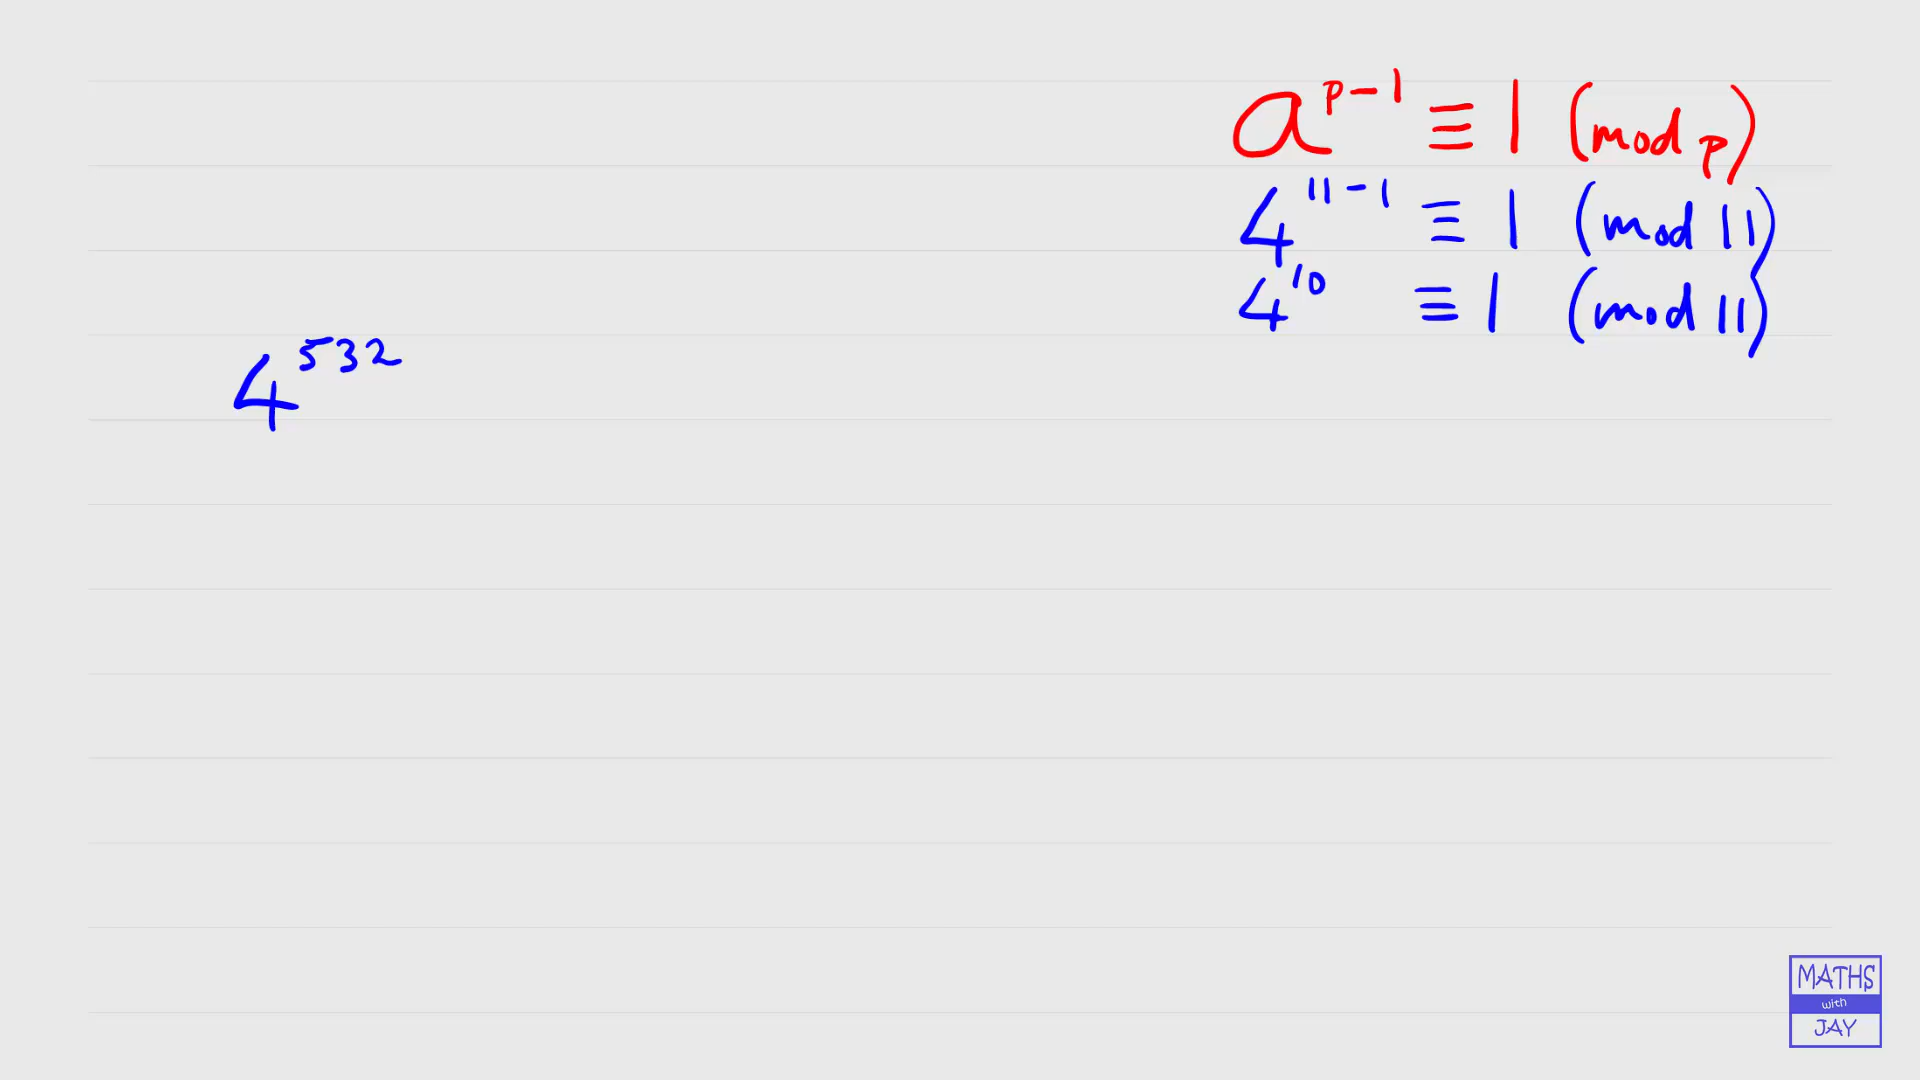 a^{p-1} ≡ 1 (mod p)
4^{11-1} ≡ 1 (mod 11)
4^{10} ≡ 1 (mod 11)
4^{532}
MATHS
with
JAY